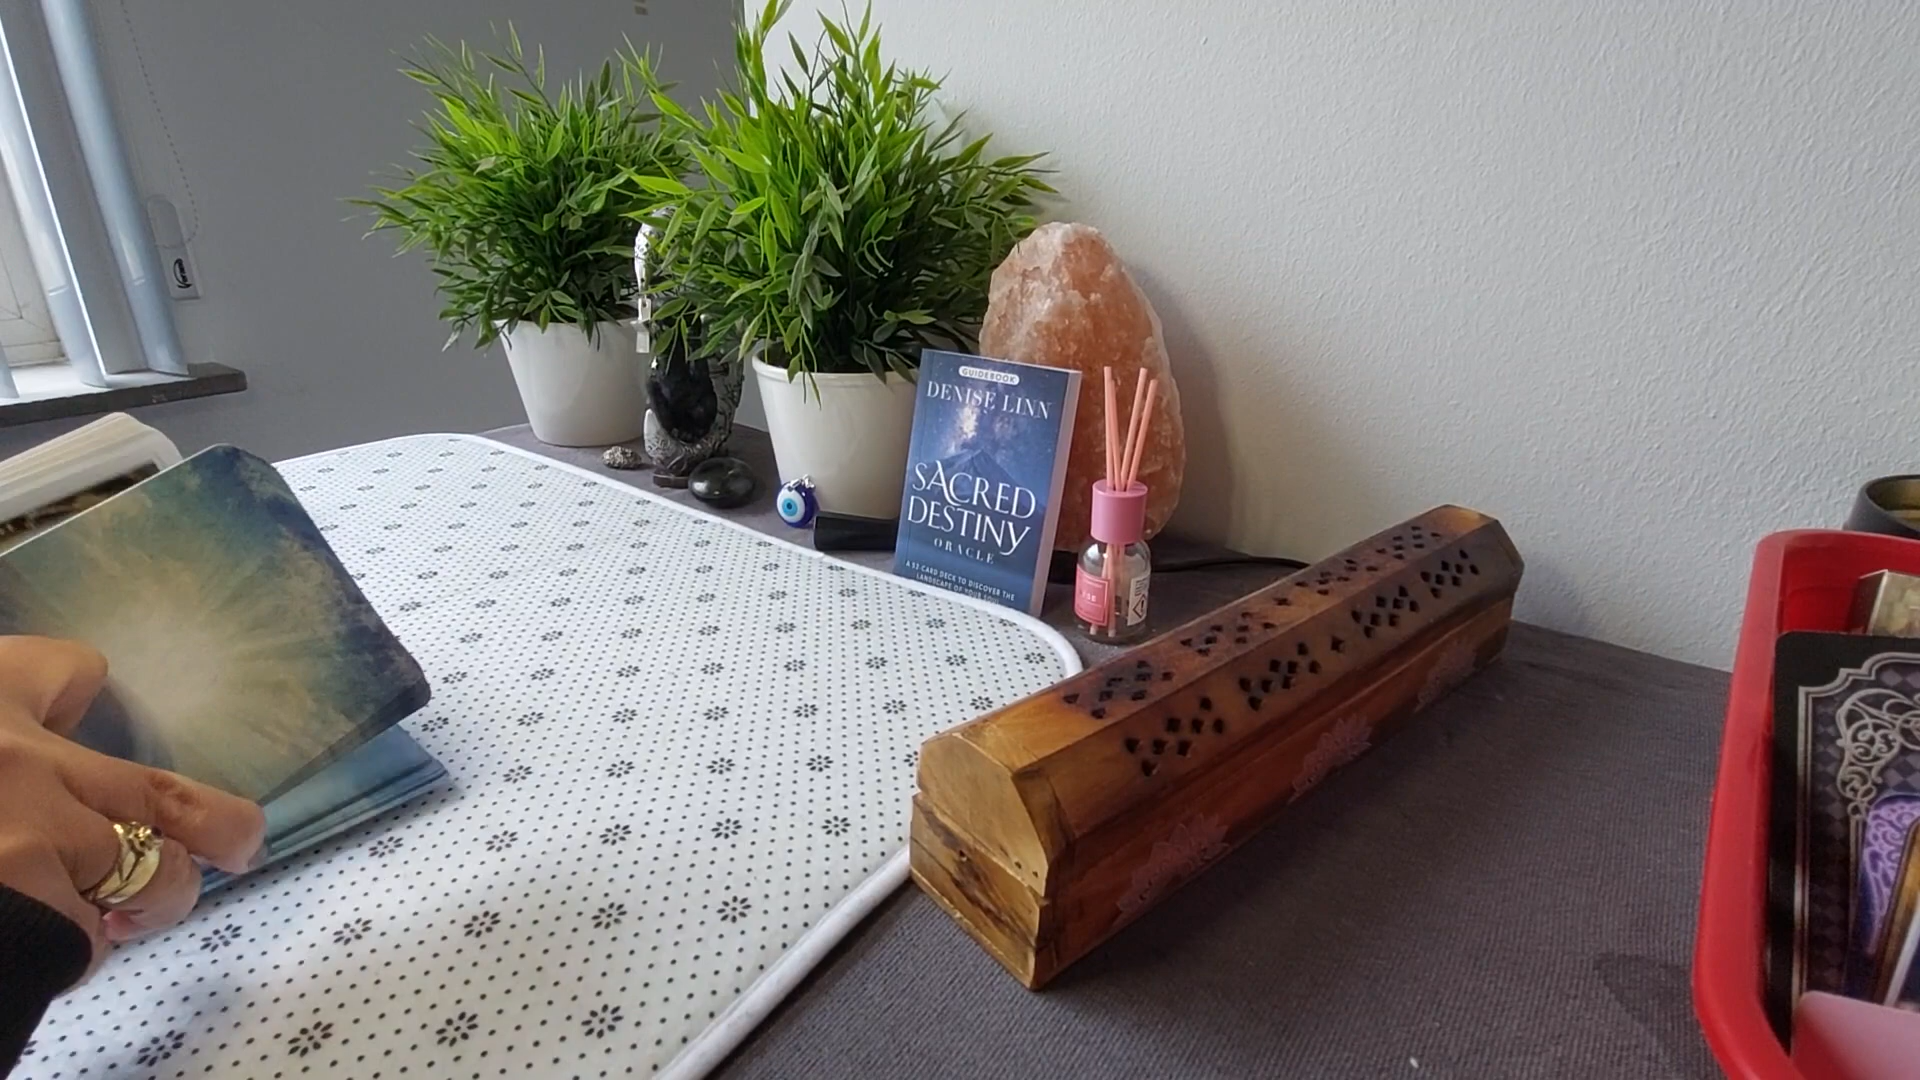 GUIDEBOOK
DENISE LINN
SACRED
DESTINY
ORACLE
A 52-CARD DECK TO DISCOVER THE
LANDSCAPE OF YOUR SOUL